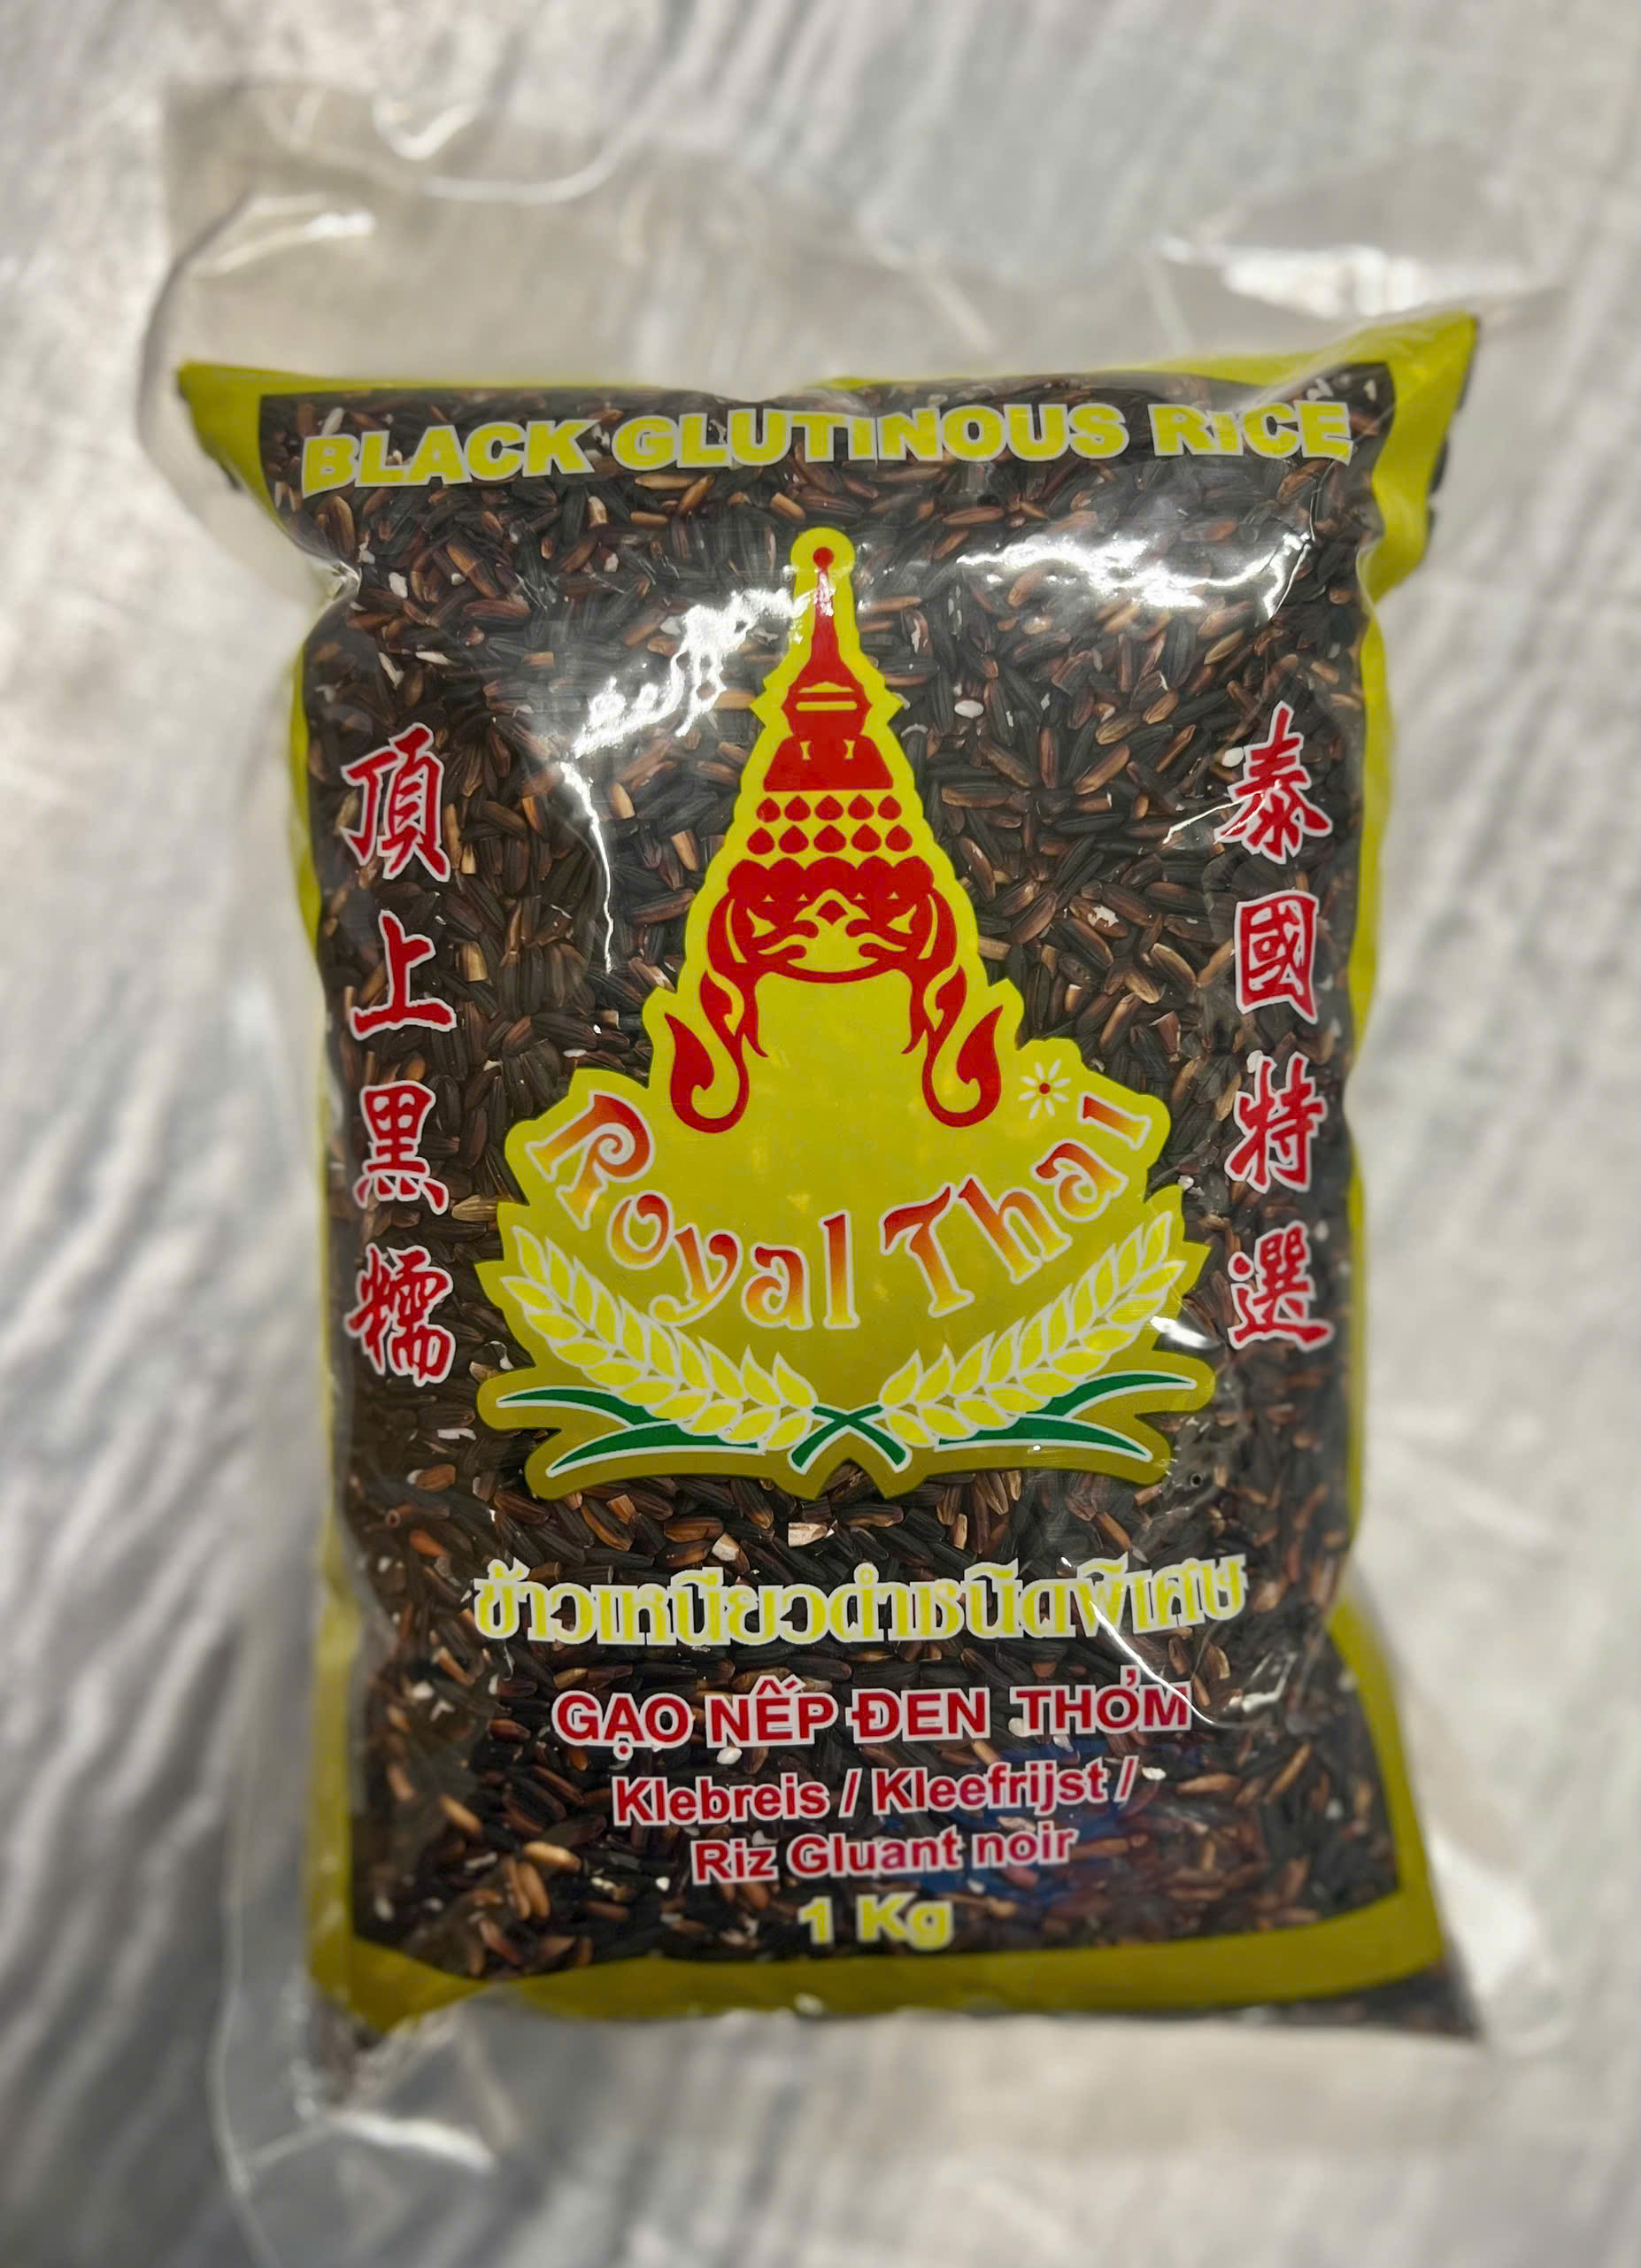 BLACK GLUTINOUS RICE
頂上黑糯
泰國特選
Royal Thai
ข้าวเหนียวดำชนิดพิเศษ
GẠO NẾP ĐEN THỞM
Klebreis / Kleefrijst /
Riz Gluant noir
1 Kg